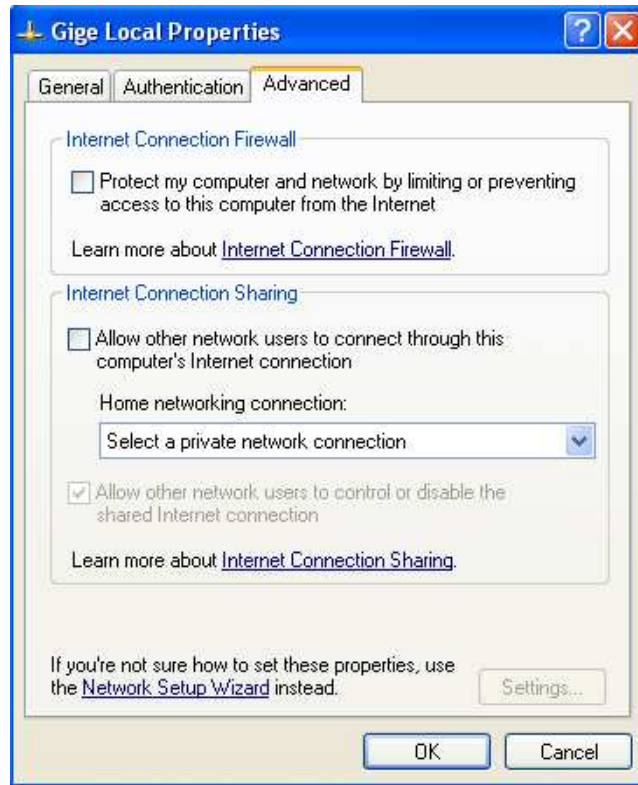 Gige Local Properties
General Authentication Advanced
Internet Connection Firewall
Protect my computer and network by limiting or preventing
access to this computer from the Internet
Learn more about Internet Connection Firewall.
Internet Connection Sharing
Allow other network users to connect through this
computer's Internet connection
Home networking connection:
Select a private network connection
Allow other network users to control or disable the
shared Internet connection
Learn more about Internet Connection Sharing.
If you're not sure how to set these properties, use
the Network Setup Wizard instead.
Settings...
OK Cancel